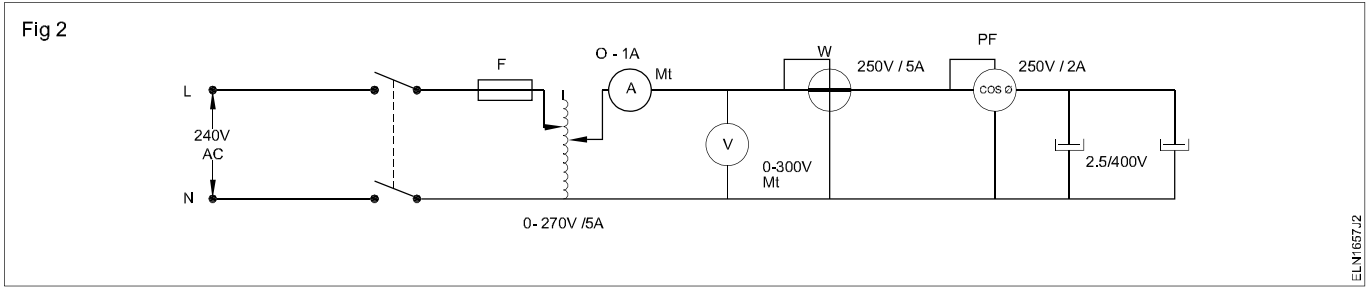 Fig 2
PF
O - 1A
W
F
Mt
250V / 5A
250V / 2A
L
A
COS Ø
240V
AC
V
0-300V
Mt
2.5/400V
N
0- 270V /5A
ELN1657J2